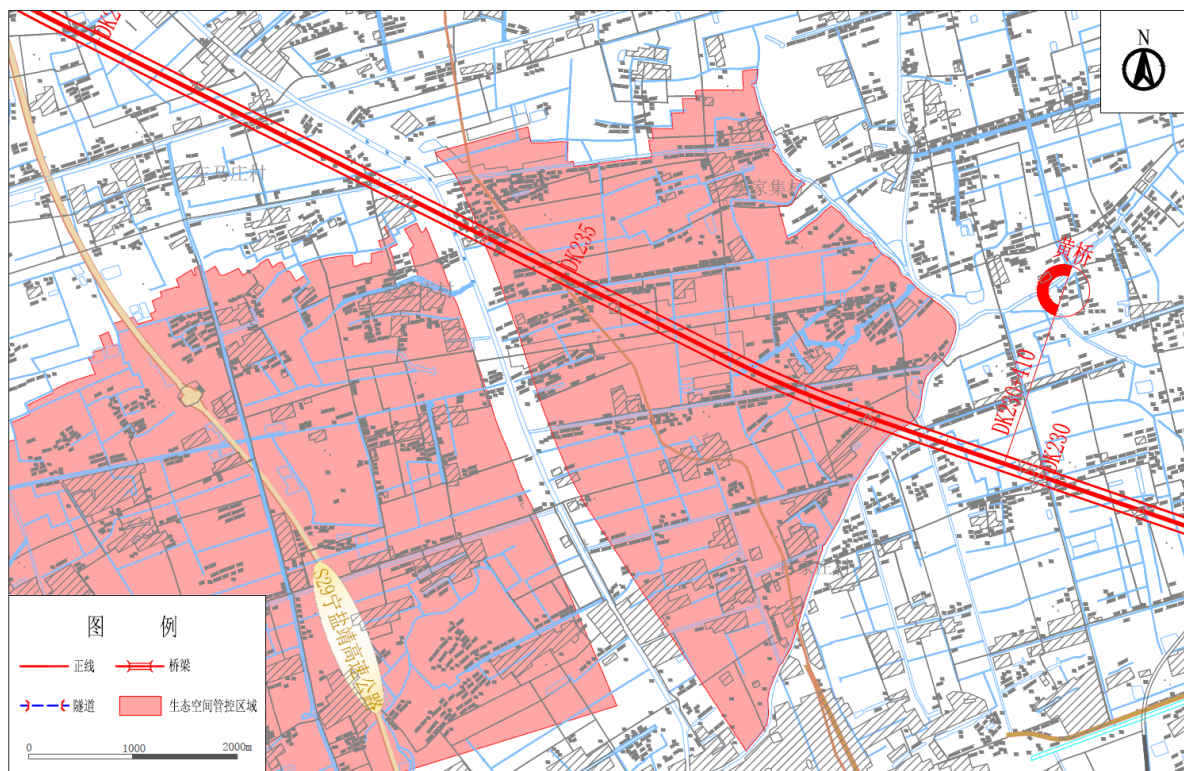 DK2
N
王马庄村
家集村
黄桥
DK235
DK230+410
DK230
S29宁盐靖高速公路
图 例
正线
桥梁
隧道
生态空间管控区域
0 1000 2000m